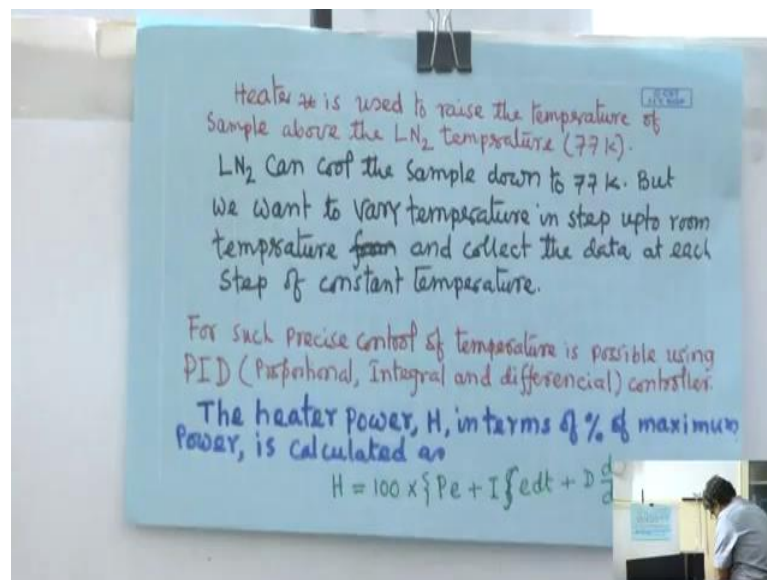 Heater is used to raise the temperature of
Sample above the LN₂ temprature (77 K).
LN₂ can cool the sample down to 77 K. But
we want to vary temperature in step upto room
temprature and collect the data at each
step of constant temperature.
For such precise control of temperature is possible using
PID (Proportional, Integral and differencial) controller.
The heater power, H, in terms of % of maximum
power, is calculated as
H = 100 x {Pe + I ∫edt + D d